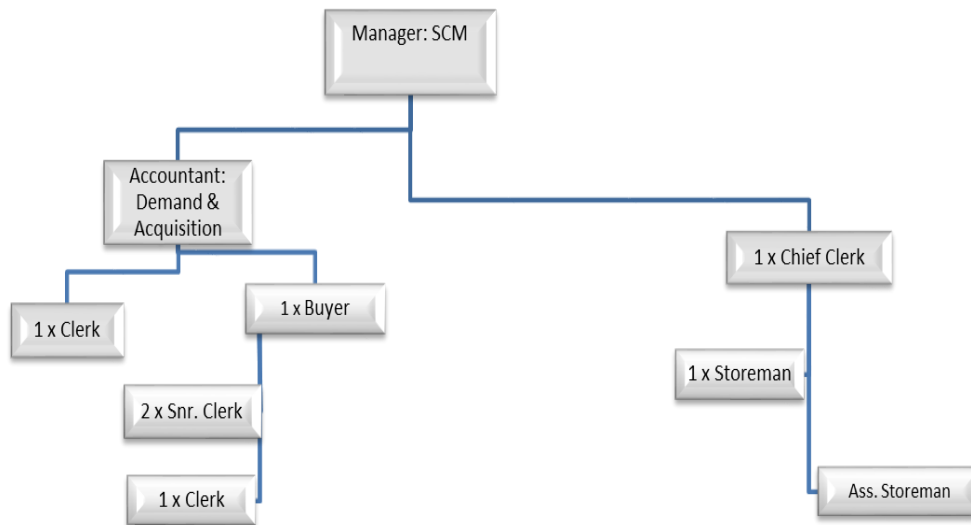 Manager: SCM
Accountant:
Demand &
Acquisition
1 x Chief Clerk
1 x Clerk
1 x Buyer
1 x Storeman
2 x Snr. Clerk
1 x Clerk
Ass. Storeman